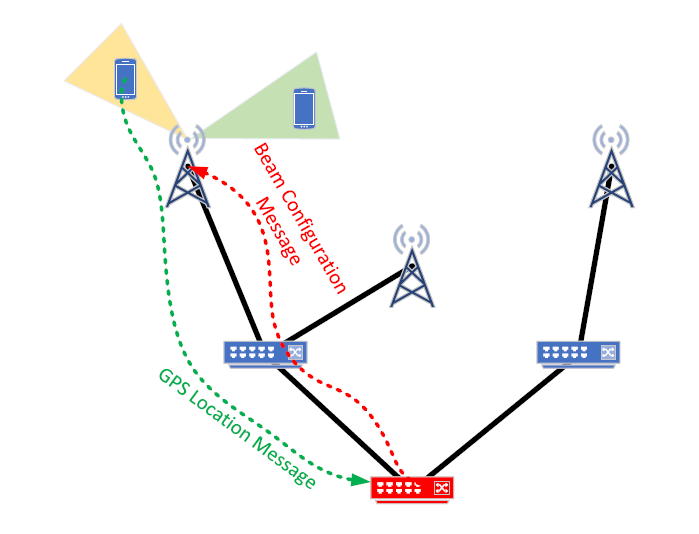 Beam Configuration
Message
GPS Location Message